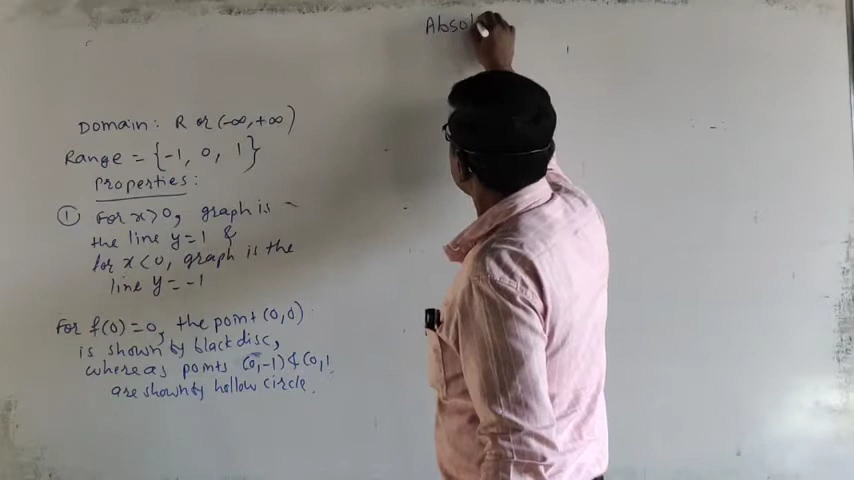 Absol
Domain: R or (-∞, +∞)
Range = {-1, 0, 1}
Properties:
① For x>0, graph is
the line y=1 &
for x<0, graph is the
line y=-1
For f(0)=0, the point (0,0)
is shown by black disc,
where as points (0,-1) & (0,1
are shown by hollow circle.